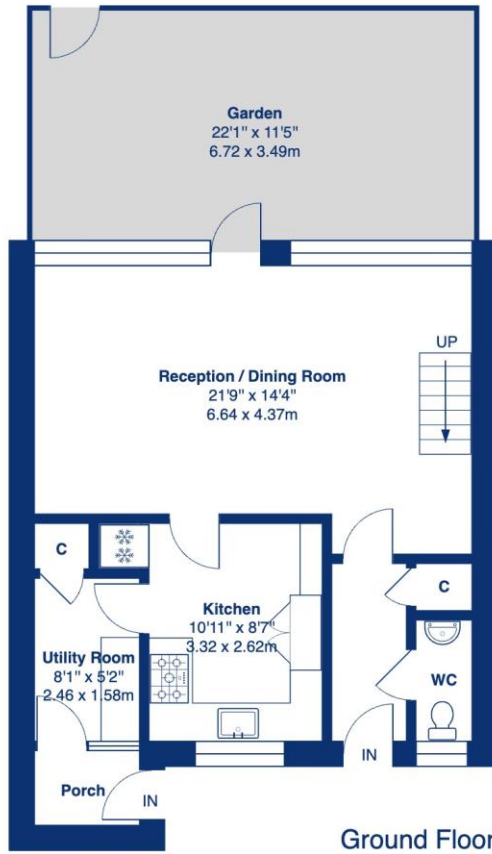 Garden
22'1" x 11'5"
6.72 x 3.49m
UP
Reception / Dining Room
21'9" x 14'4"
6.64 x 4.37m
C
C
Kitchen
10'11" x 8'7"
3.32 x 2.62m
Utility Room
8'1" x 5'2"
2.46 x 1.58m
WC
IN
Porch
IN
Ground Floor